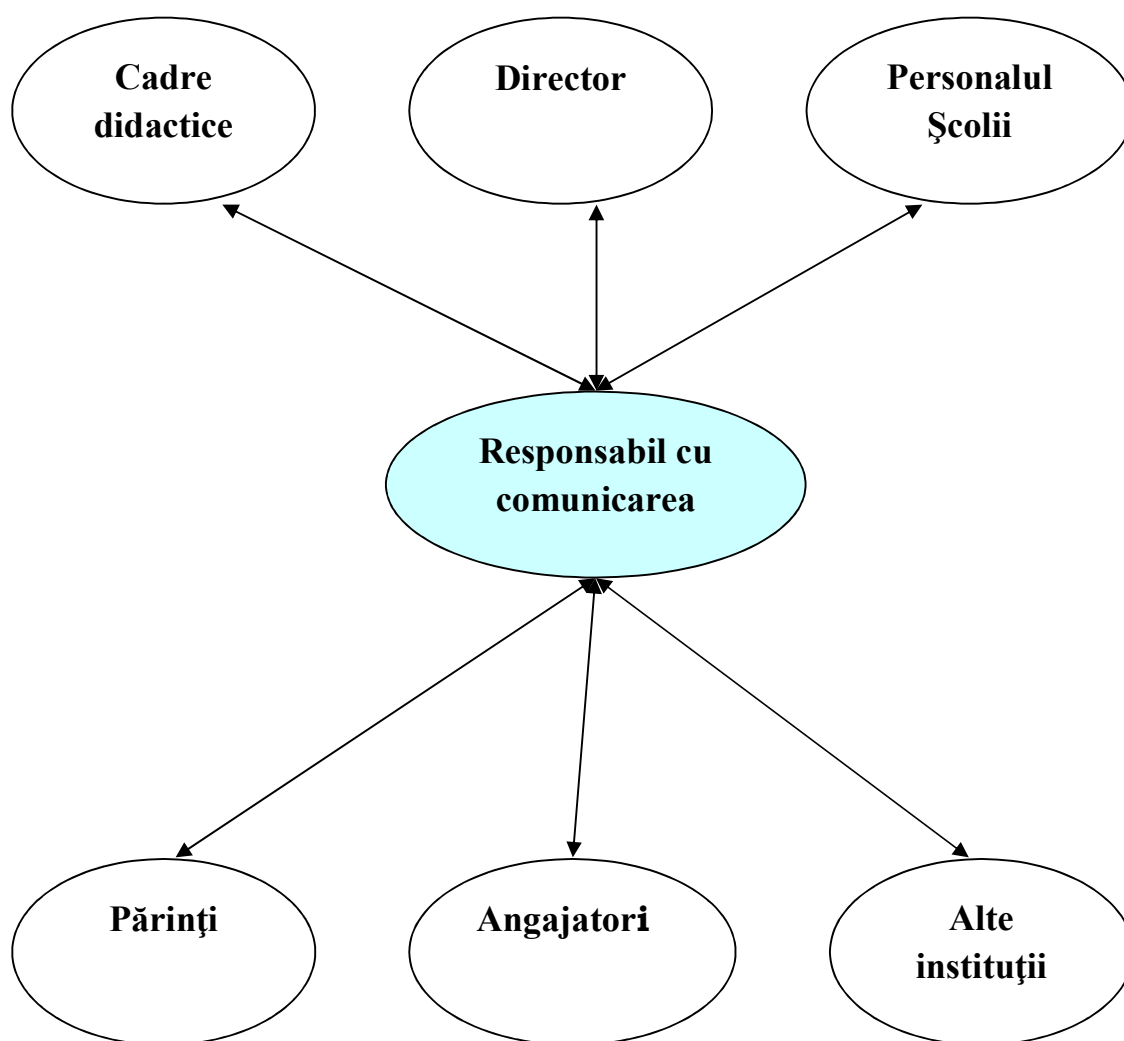 Cadre
didactice
Director
Personalul
Şcolii
Responsabil cu
comunicarea
Părinţi
Angajatori
Alte
instituţii